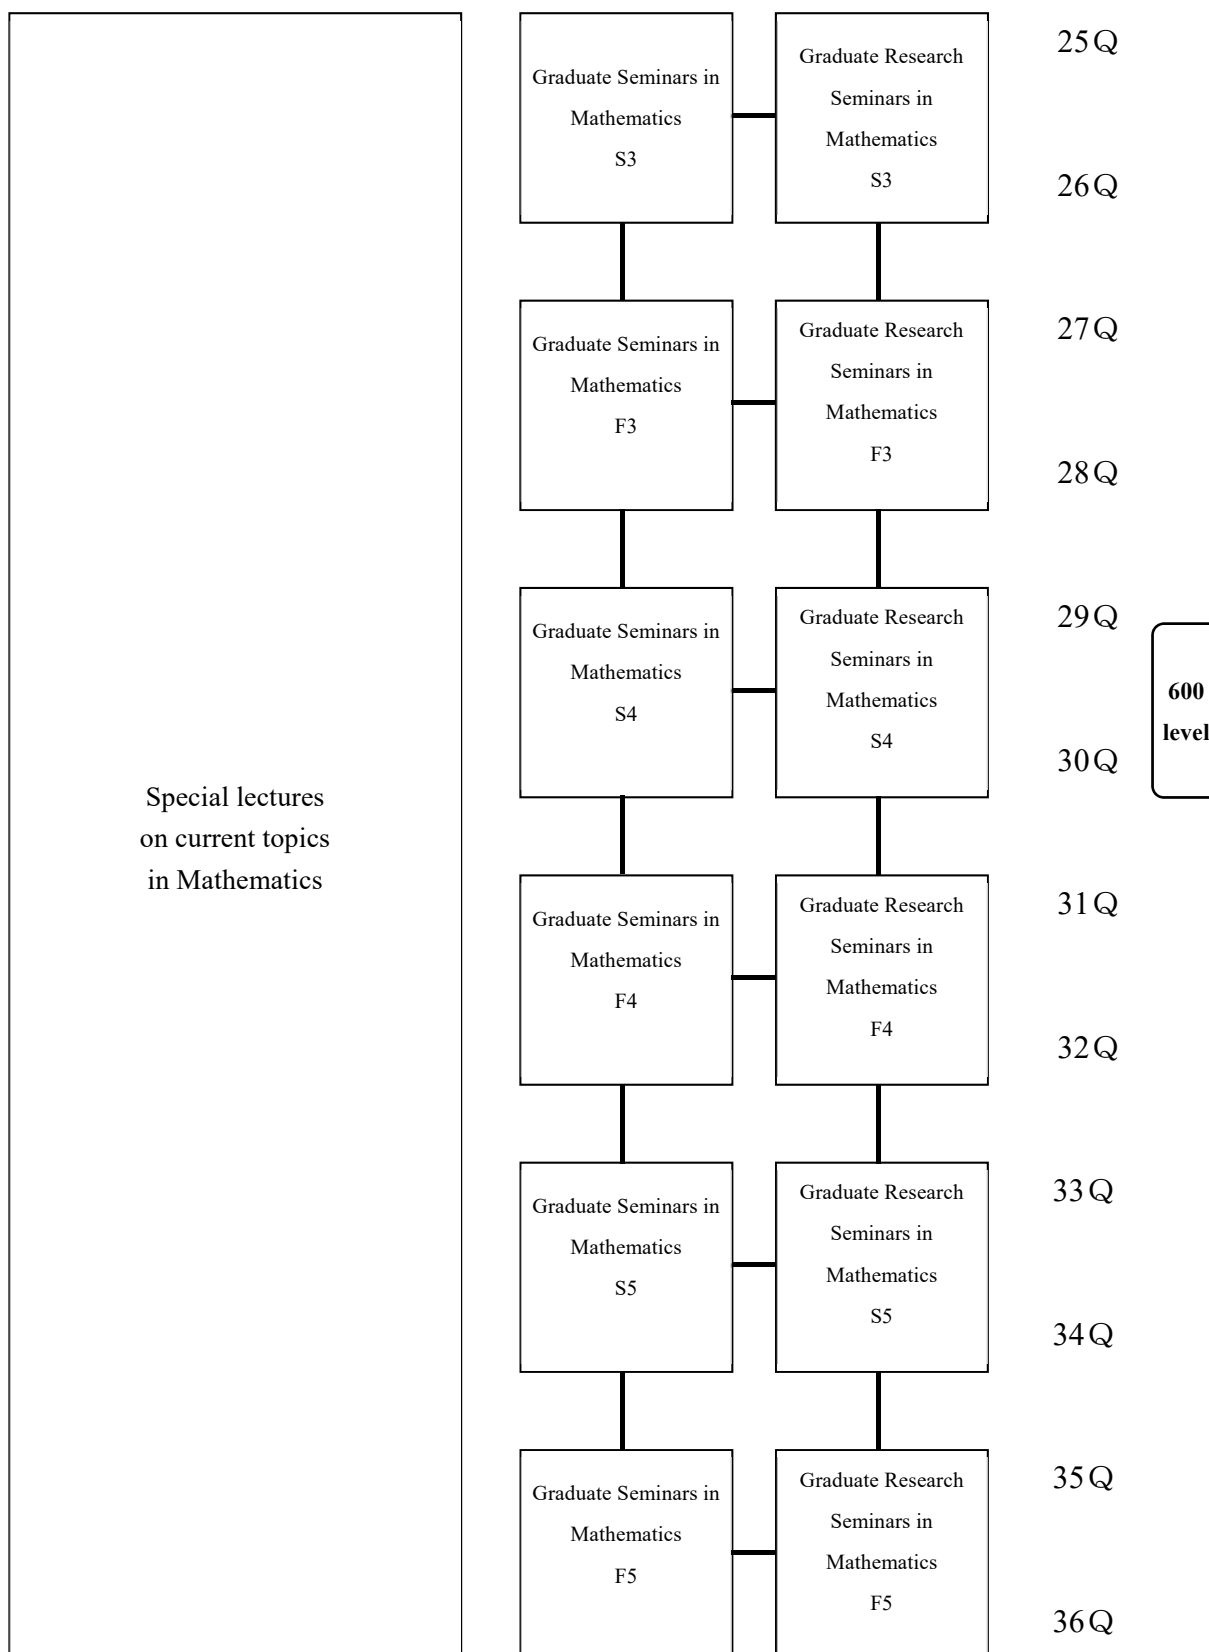 Special lectures
on current topics
in Mathematics
Graduate Seminars in
Mathematics
S3
Graduate Research
Seminars in
Mathematics
S3
25Q
26Q
Graduate Seminars in
Mathematics
F3
Graduate Research
Seminars in
Mathematics
F3
27Q
28Q
Graduate Seminars in
Mathematics
S4
Graduate Research
Seminars in
Mathematics
S4
29Q
30Q
600
level
Graduate Seminars in
Mathematics
F4
Graduate Research
Seminars in
Mathematics
F4
31Q
32Q
Graduate Seminars in
Mathematics
S5
Graduate Research
Seminars in
Mathematics
S5
33Q
34Q
Graduate Seminars in
Mathematics
F5
Graduate Research
Seminars in
Mathematics
F5
35Q
36Q